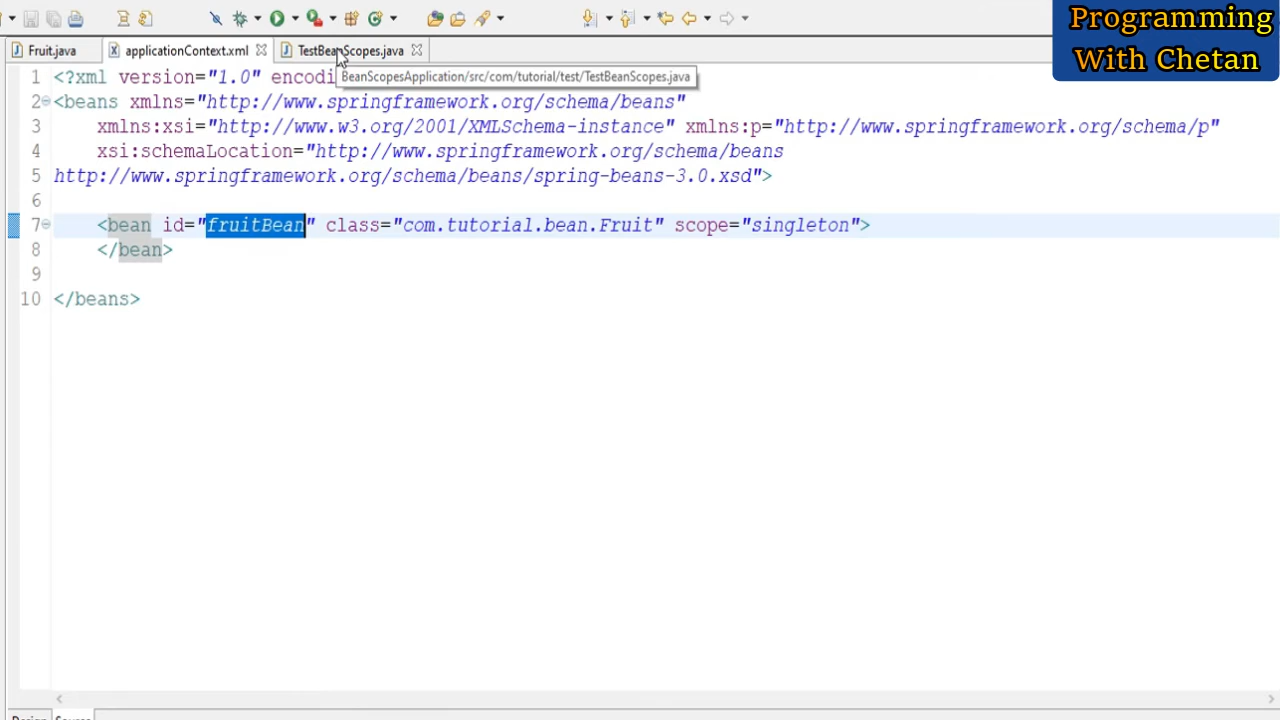 Programming
With Chetan
Fruit.java
applicationContext.xml
TestBeanScopes.java
BeanScopesApplication/src/com/tutorial/test/TestBeanScopes.java
1 <?xml version="1.0" encodi
2 <beans xmlns="http://www.springframework.org/schema/beans"
3 xmlns:xsi="http://www.w3.org/2001/XMLSchema-instance" xmlns:p="http://www.springframework.org/schema/p"
4 xsi:schemaLocation="http://www.springframework.org/schema/beans
5 http://www.springframework.org/schema/beans/spring-beans-3.0.xsd">
6
7 <bean id="fruitBean" class="com.tutorial.bean.Fruit" scope="singleton">
8 </bean>
9
10 </beans>
Design Source